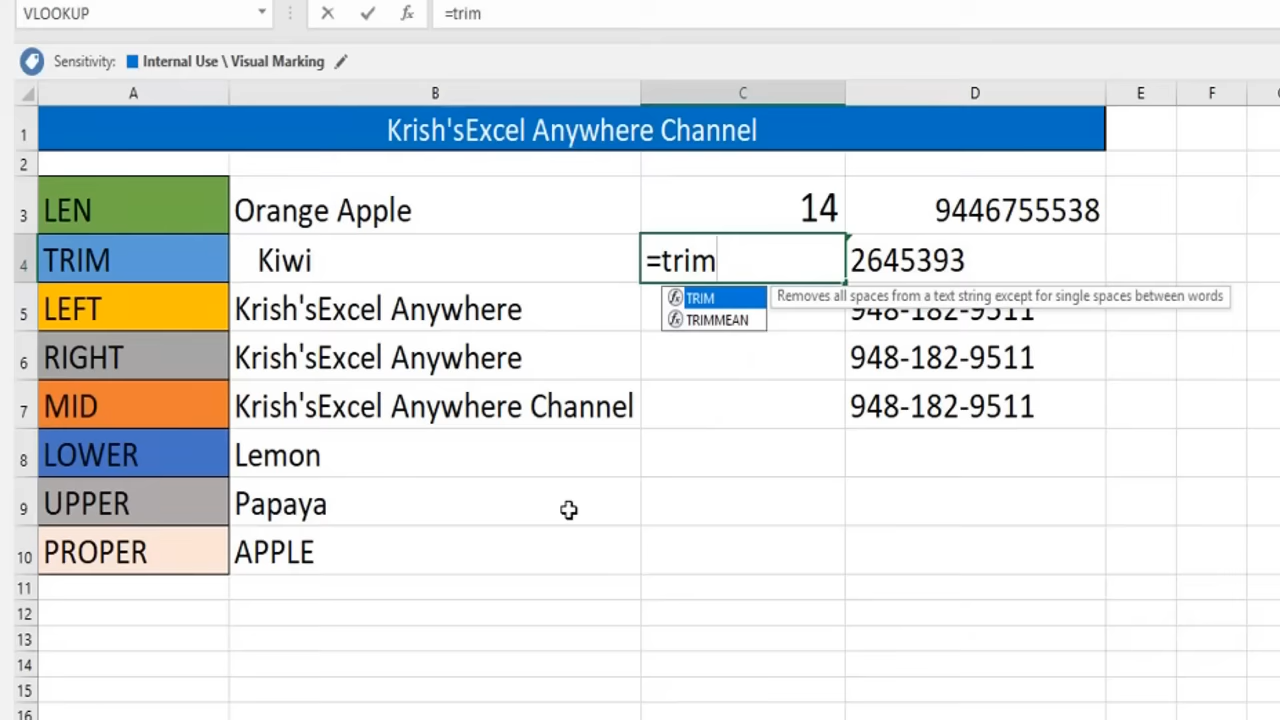 VLOOKUP =trim
Sensitivity: Internal Use \ Visual Marking
A B C D E F
1 Krish'sExcel Anywhere Channel
2
3 LEN Orange Apple 14 9446755538
4 TRIM Kiwi =trim 2645393
TRIM Removes all spaces from a text string except for single spaces between words
TRIMMEAN
5 LEFT Krish'sExcel Anywhere 948-182-9511
6 RIGHT Krish'sExcel Anywhere 948-182-9511
7 MID Krish'sExcel Anywhere Channel 948-182-9511
8 LOWER Lemon
9 UPPER Papaya
10 PROPER APPLE
11
12
13
14
15
16